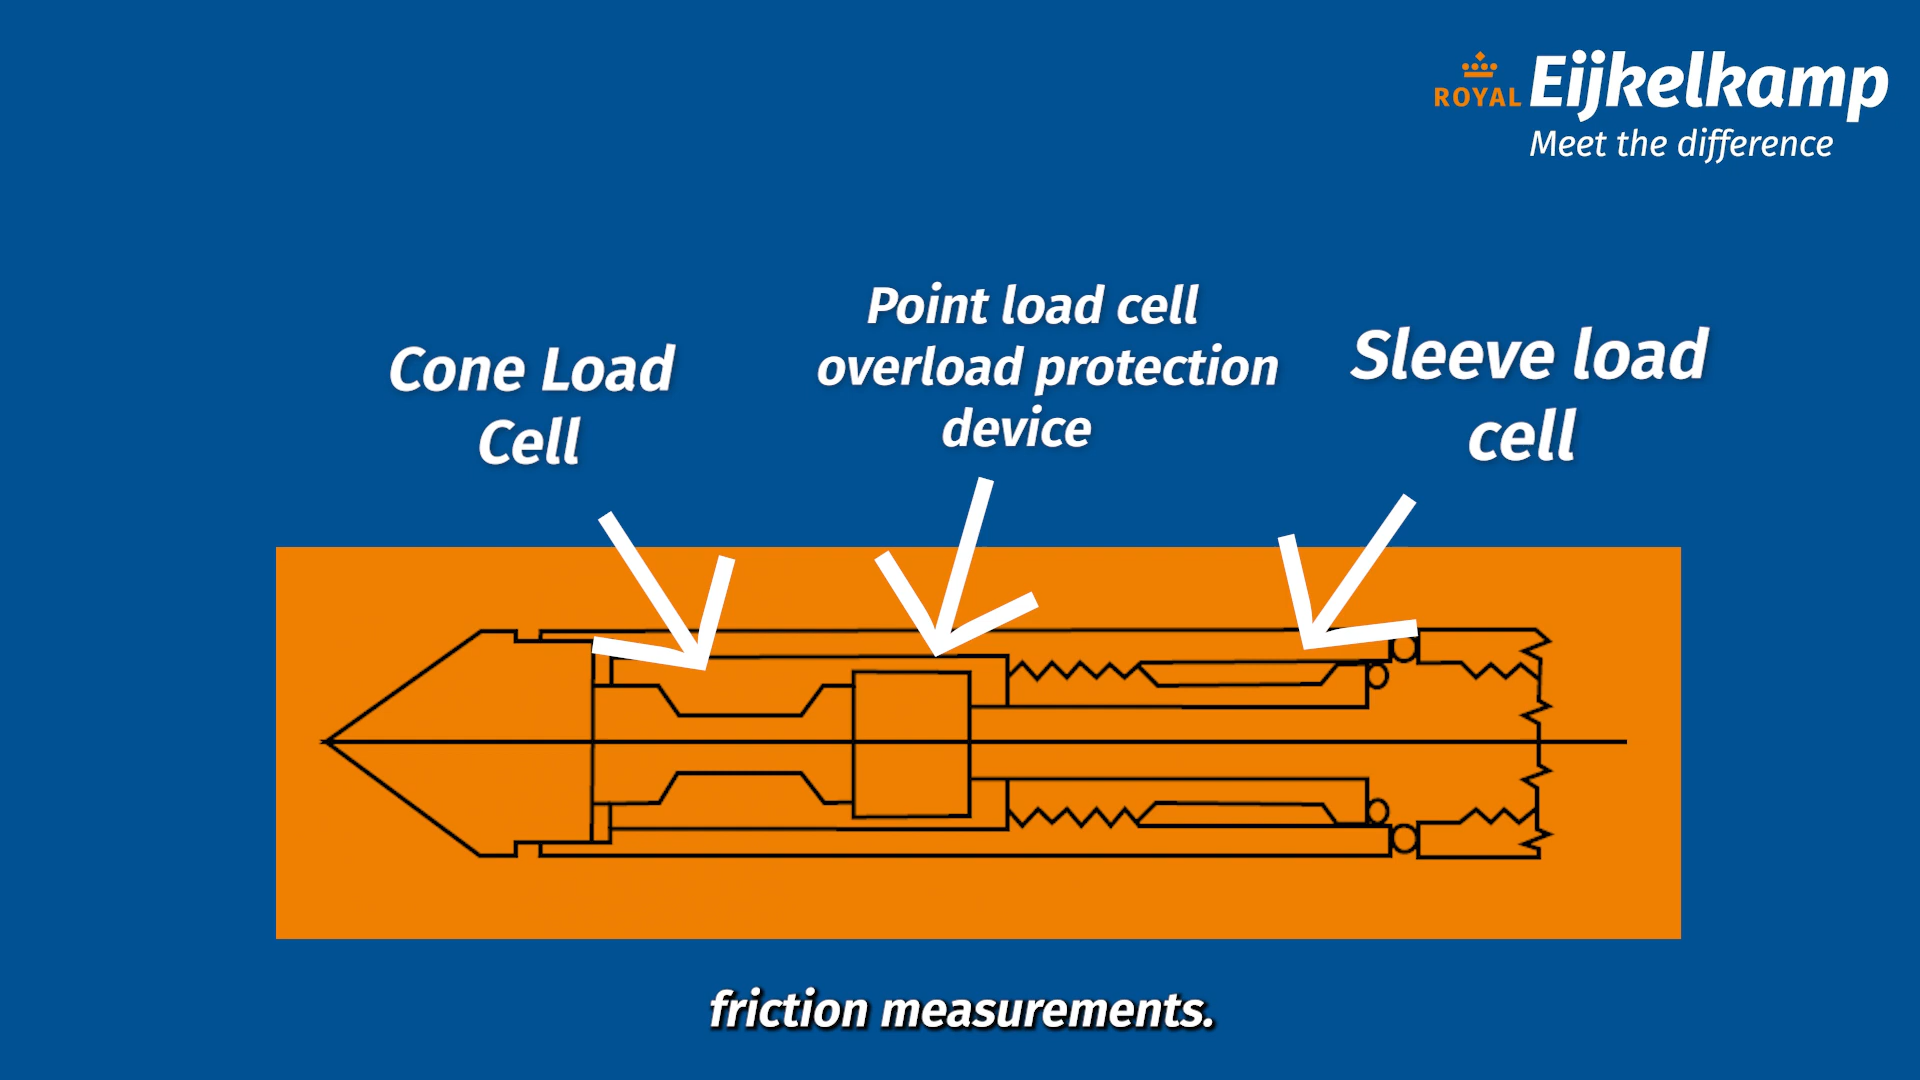 ROYAL Eijkelkamp
Meet the difference
Point load cell
overload protection
device
Cone Load
Cell
Sleeve load
cell
friction measurements.